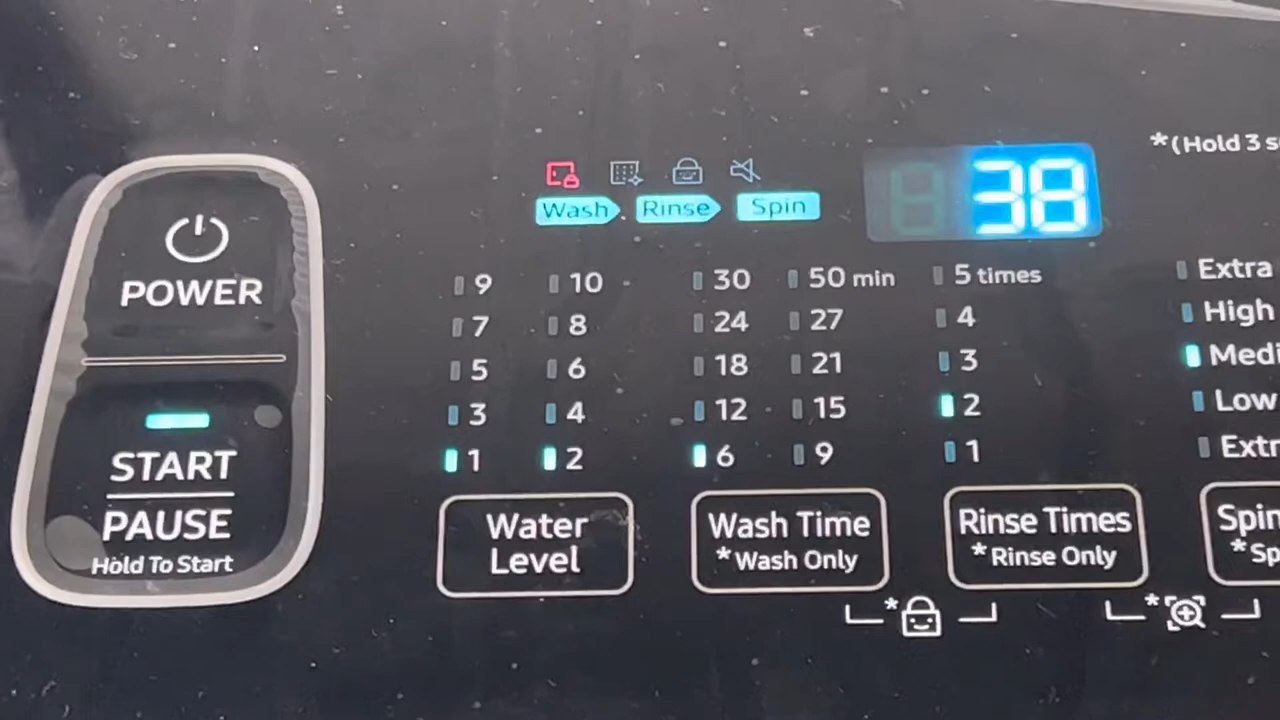 *(Hold 3 s
Wash Rinse Spin
38
POWER
9 10 30 50 min 5 times Extra
7 8 24 27 4 High
5 6 18 21 3 Medi
3 4 12 15 2 Low
1 2 6 9 1 Extr
START
PAUSE
Hold To Start
Water
Level
Wash Time
*Wash Only
Rinse Times
*Rinse Only
Spin
*Sp
* *